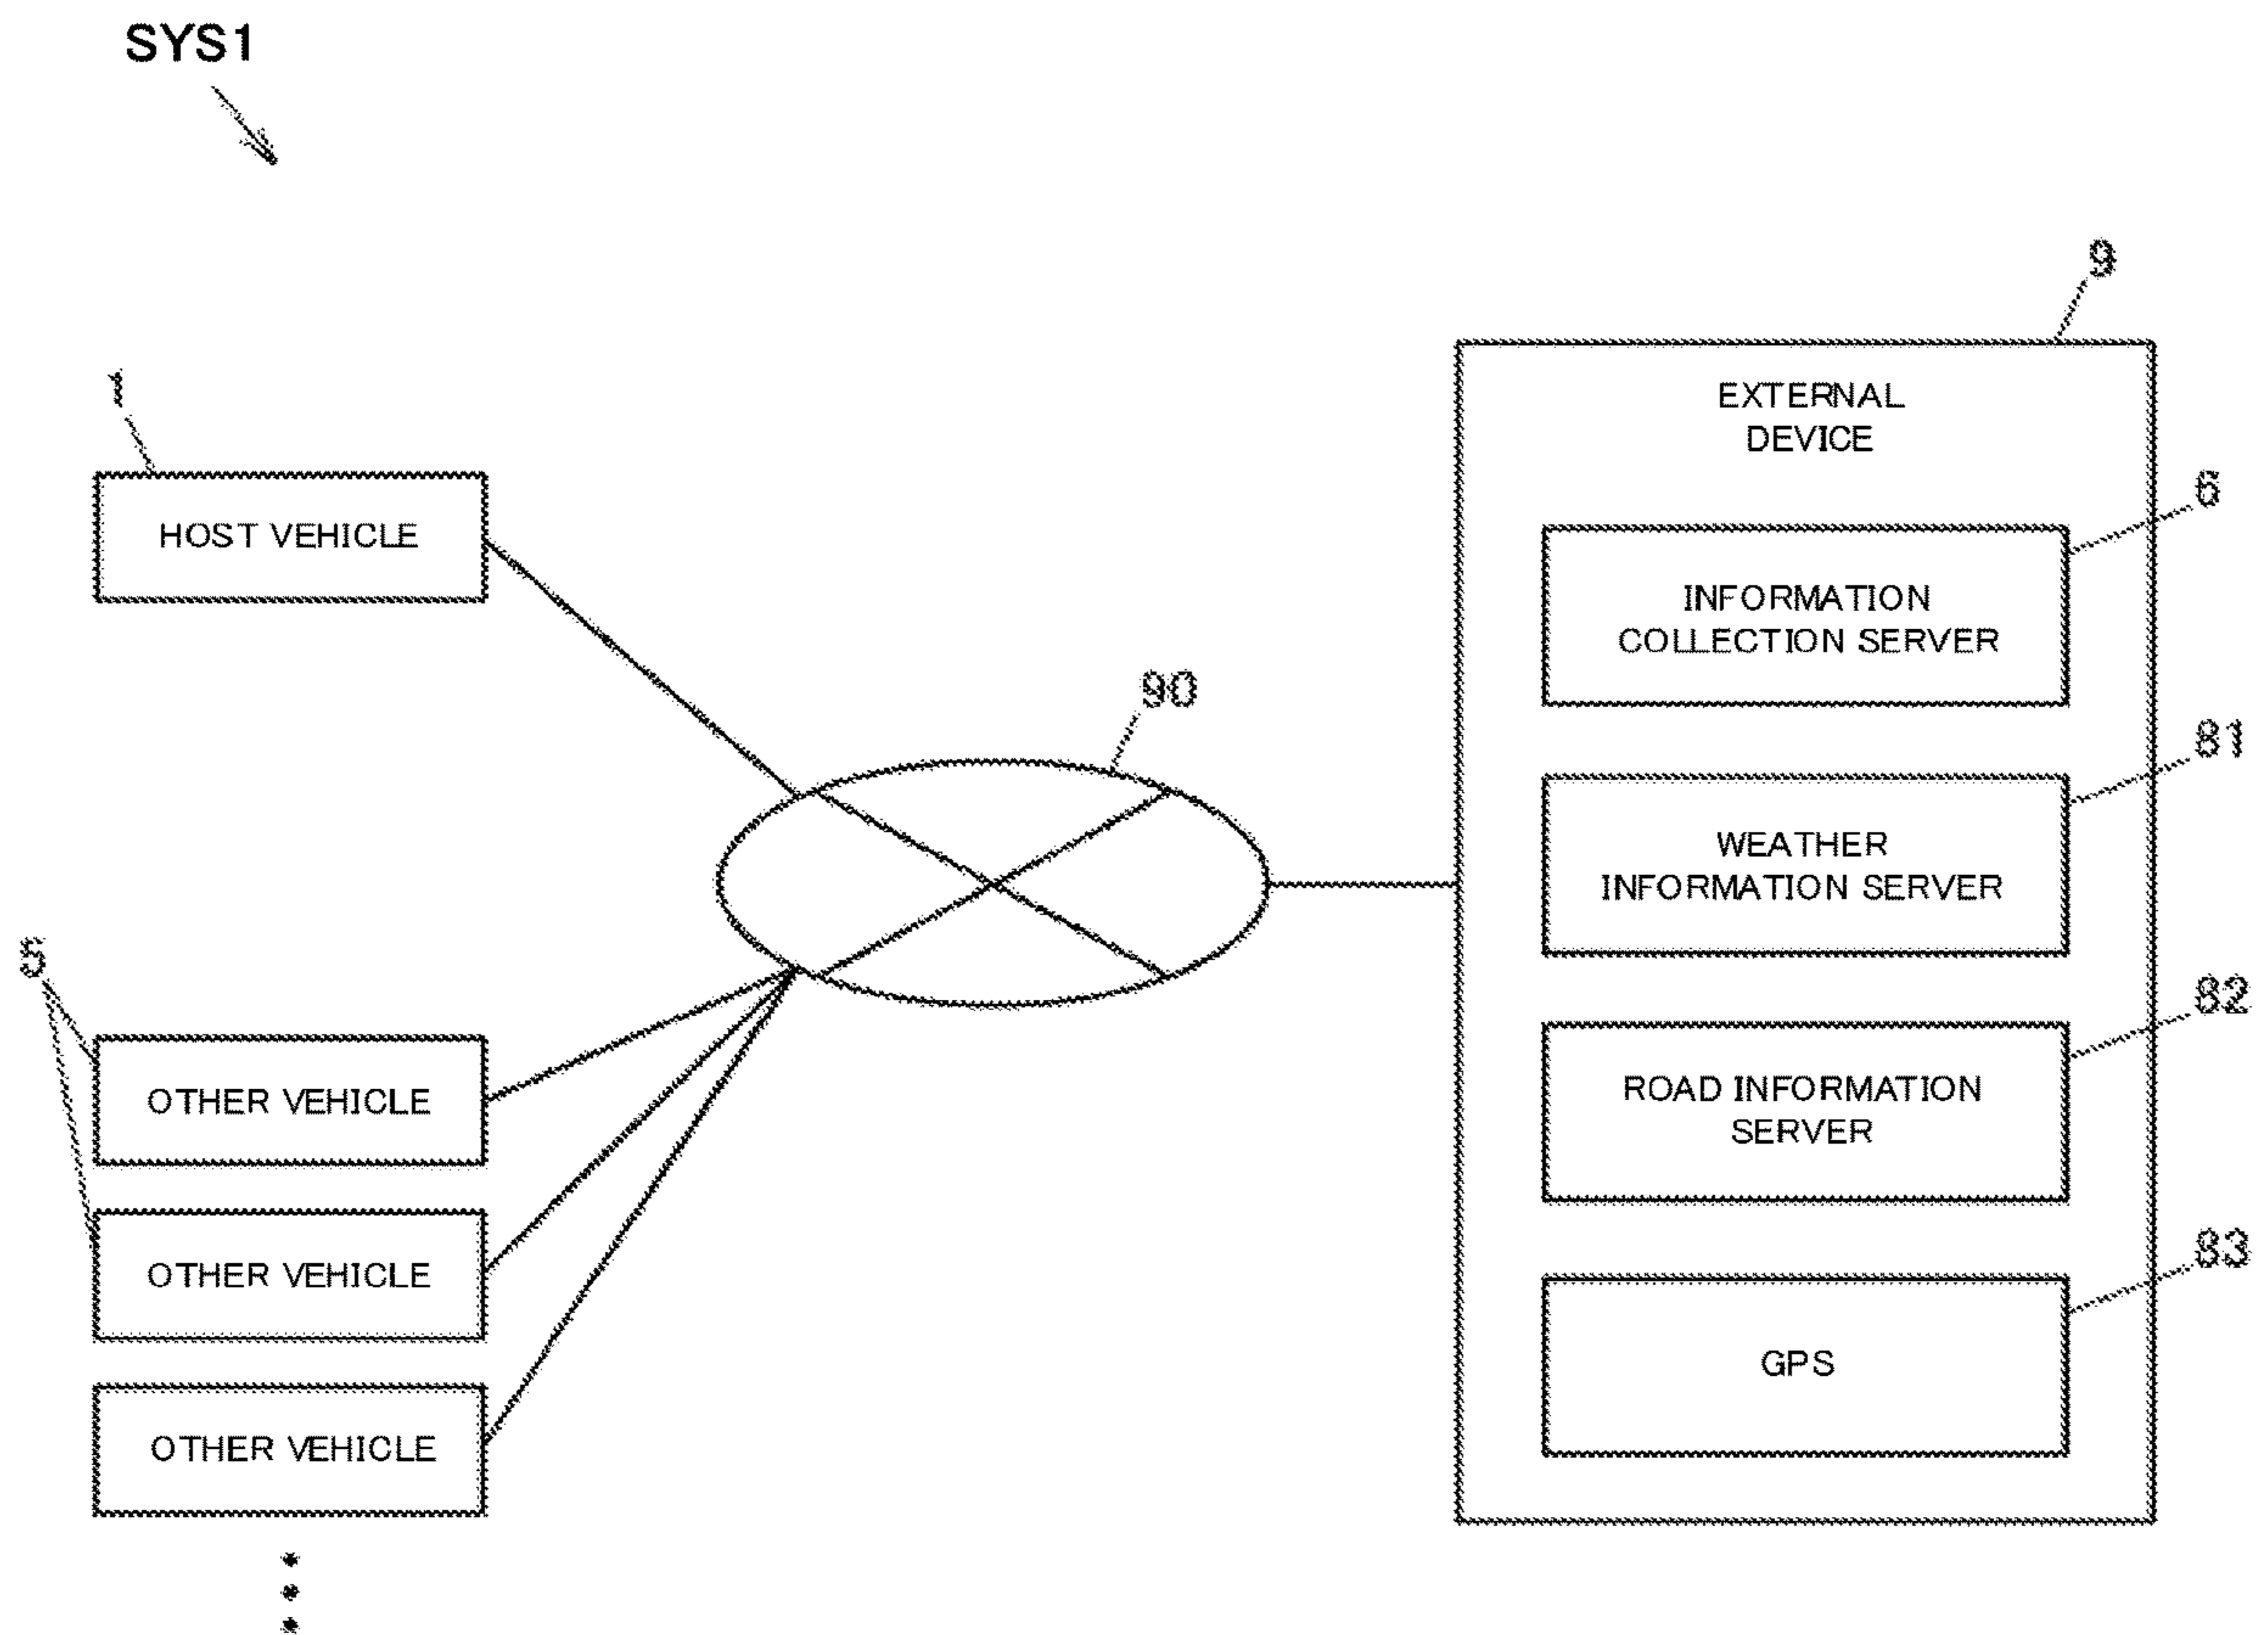 SYS1
9
EXTERNAL
DEVICE
1
HOST VEHICLE
6
INFORMATION
COLLECTION SERVER
90
81
WEATHER
INFORMATION SERVER
5
82
OTHER VEHICLE
ROAD INFORMATION
SERVER
OTHER VEHICLE
83
GPS
OTHER VEHICLE